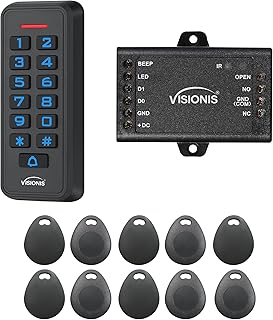 1 2
3 4
5 6
7 8
9 0
* #
VISIONIS
BEEP
LED
D1
D0
GND
+DC
IR
OPEN
NO
GND
(COM)
NC
VISIONIS